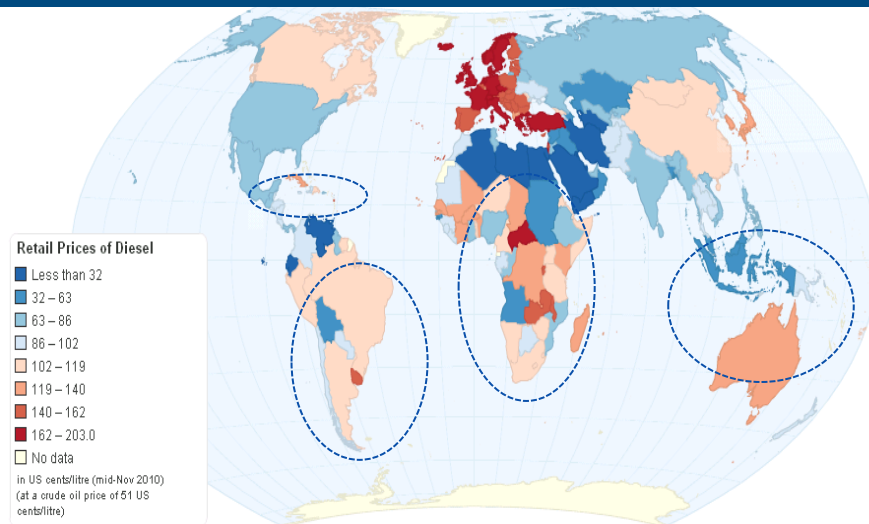 Retail Prices of Diesel
Less than 32
32 – 63
63 – 86
86 – 102
102 – 119
119 – 140
140 – 162
162 – 203.0
No data
in US cents/litre (mid-Nov 2010)
(at a crude oil price of 51 US
cents/litre)